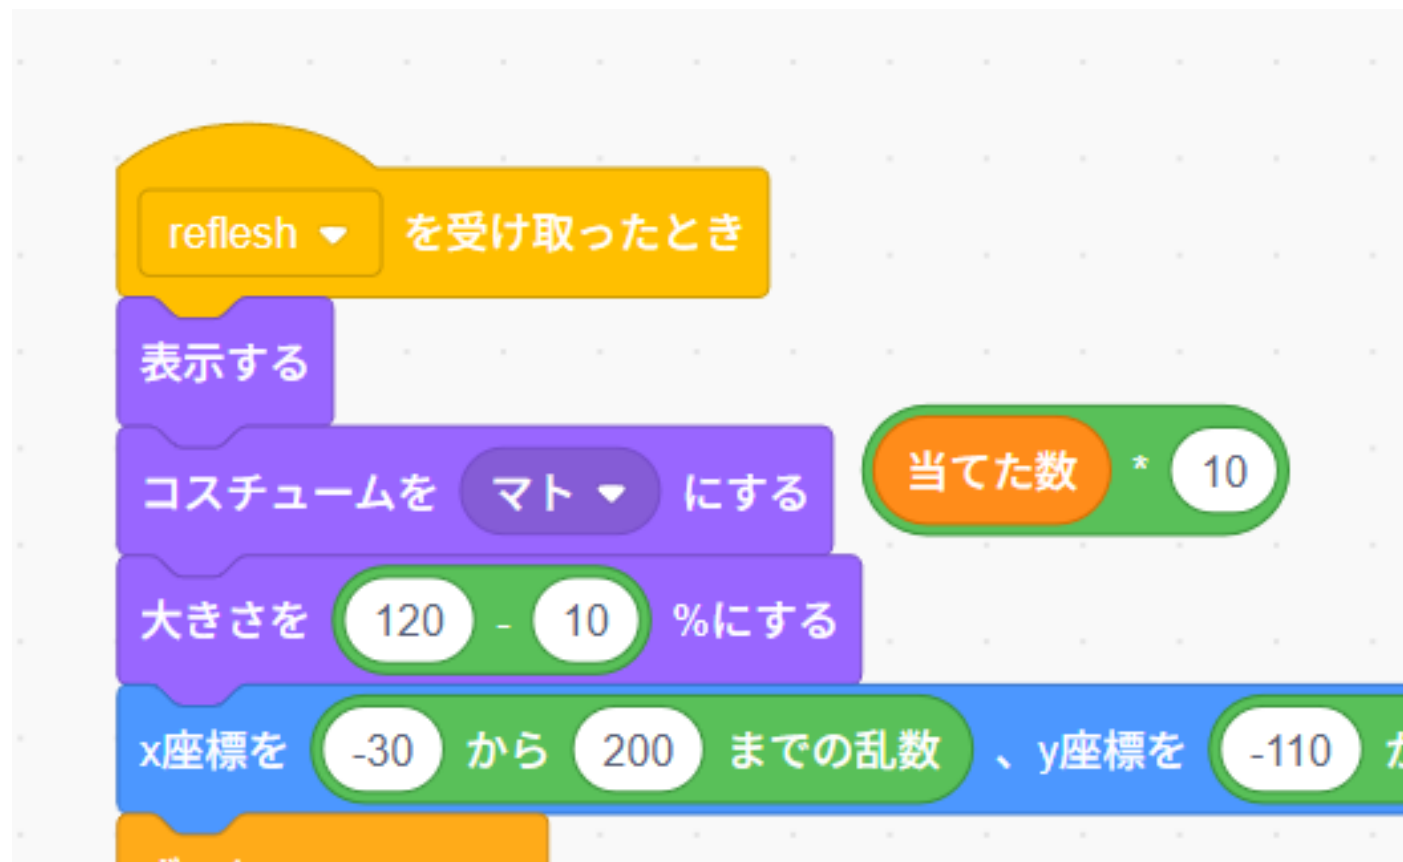 reflesh を受け取ったとき
表示する
コスチュームを マト にする
当てた数 * 10
大きさを 120 - 10 %にする
x座標を -30 から 200 までの乱数 、y座標を -110 か